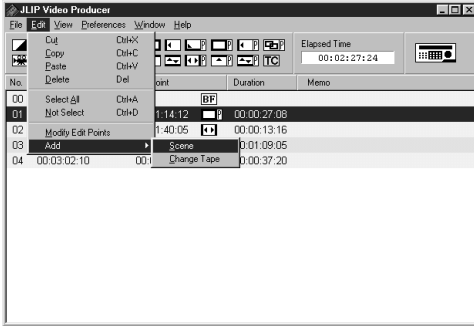 JLIP Video Producer
File Edit View Preferences Window Help
Cut Ctrl+X
Copy Ctrl+C
Paste Ctrl+V
Delete Del
Select All Ctrl+A
Not Select Ctrl+D
Modify Edit Points
Add
Scene
Change Tape
TC
Elapsed Time
00:02:27:24
No. oint Duration Memo
00 BF
01 1:14:12 00:00:27:08
02 1:40:05 00:00:13:16
03 0:01:09:05
04 00:03:02:10 00: 0:00:37:20